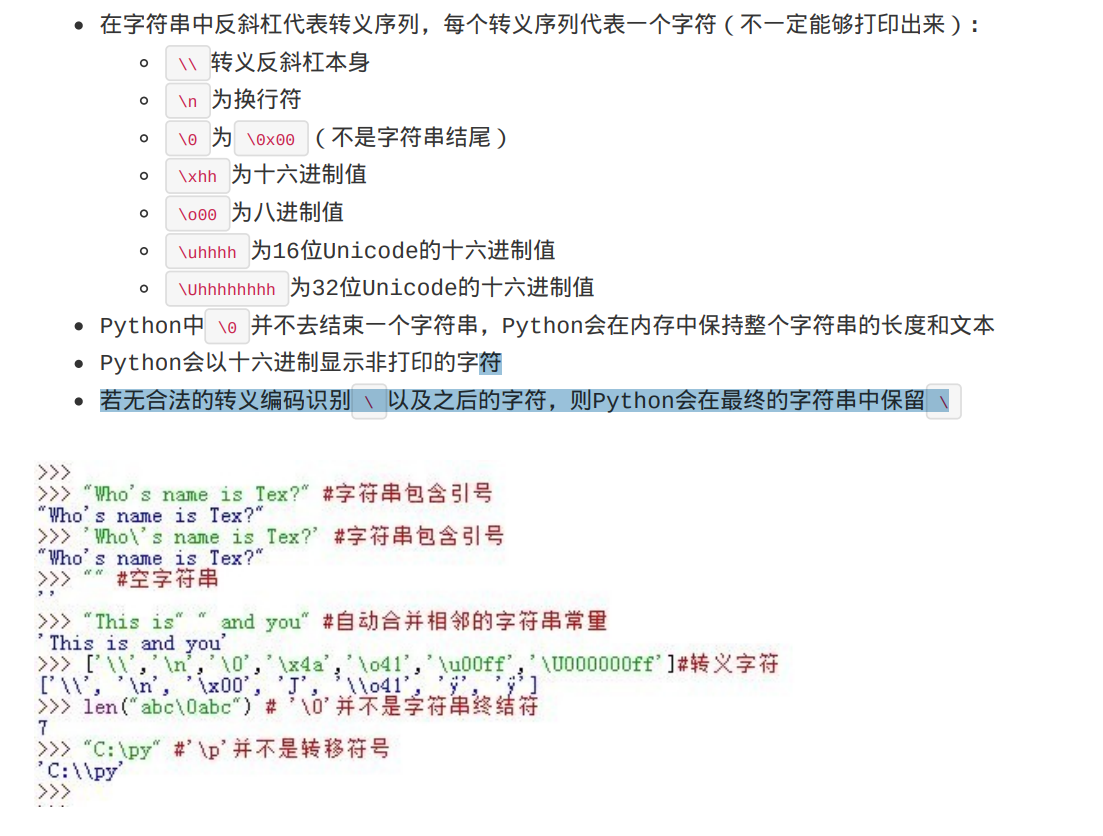 在字符串中反斜杠代表转义序列，每个转义序列代表一个字符（不一定能够打印出来）：
\\ 转义反斜杠本身
\n 为换行符
\0 为 \0x00（不是字符串结尾）
\xhh 为十六进制值
\o00 为八进制值
\uhhhh 为16位Unicode的十六进制值
\Uhhhhhhhh 为32位Unicode的十六进制值
Python中 \0 并不去结束一个字符串，Python会在内存中保持整个字符串的长度和文本
Python会以十六进制显示非打印的字符
若无合法的转义编码识别 \ 以及之后的字符，则Python会在最终的字符串中保留 \
>>>
>>> "Who's name is Tex?" #字符串包含引号
"Who's name is Tex?"
>>> 'Who\'s name is Tex?' #字符串包含引号
"Who's name is Tex?"
>>> "" #空字符串
''
>>> "This is" " and you" #自动合并相邻的字符串常量
'This is and you'
>>> ['\\','\n','\0','\x4a','\o41','\u00ff','\U000000ff']#转义字符
['\\', '\n', '\x00', 'J', '\\o41', 'ÿ', 'ÿ']
>>> len("abc\0abc") # '\0'并不是字符串终结符
7
>>> "C:\py" #'\p'并不是转移符号
'C:\\py'
>>>